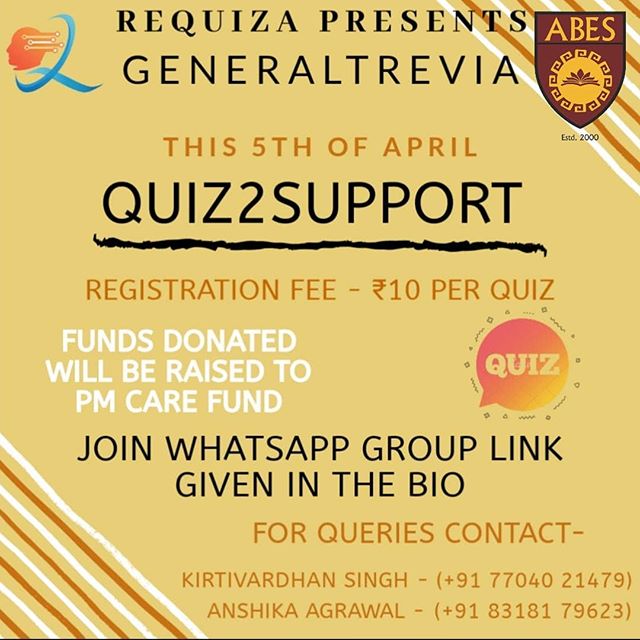 REQUIZA PRESENTS
GENERALTREVIA
ABES
Estd. 2000
THIS 5TH OF APRIL
QUIZ2SUPPORT
REGISTRATION FEE - ₹10 PER QUIZ
FUNDS DONATED
WILL BE RAISED TO
PM CARE FUND
QUIZ
JOIN WHATSAPP GROUP LINK
GIVEN IN THE BIO
FOR QUERIES CONTACT-
KIRTIVARDHAN SINGH - (+91 77040 21479)
ANSHIKA AGRAWAL - (+91 83181 79623)